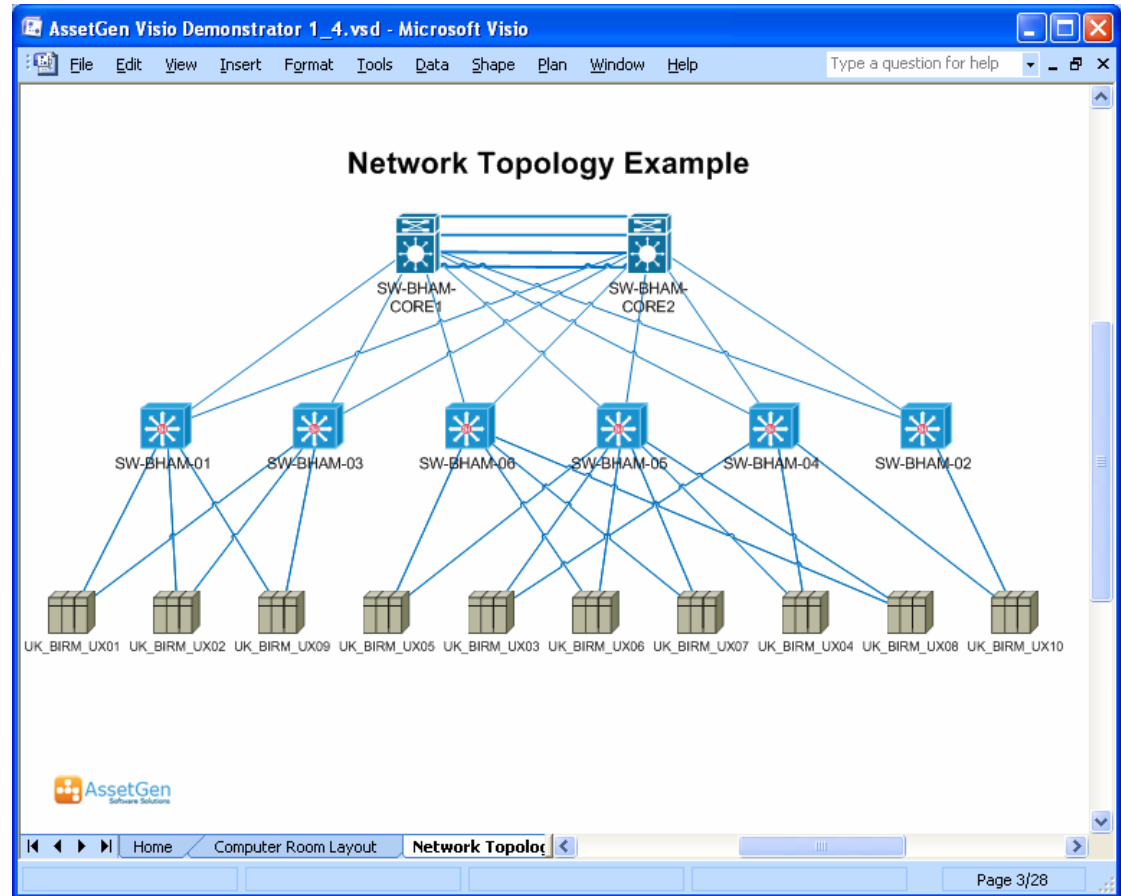 AssetGen Visio Demonstrator 1_4.vsd - Microsoft Visio
File Edit View Insert Format Tools Data Shape Plan Window Help Type a question for help
Network Topology Example
SW-BHAM-
CORE1
SW-BHAM-
CORE2
SW-BHAM-01 SW-BHAM-03 SW-BHAM-06 SW-BHAM-05 SW-BHAM-04 SW-BHAM-02
UK_BIRM_UX01 UK_BIRM_UX02 UK_BIRM_UX09 UK_BIRM_UX05 UK_BIRM_UX03 UK_BIRM_UX06 UK_BIRM_UX07 UK_BIRM_UX04 UK_BIRM_UX08 UK_BIRM_UX10
AssetGen
Software Solutions
Home Computer Room Layout Network Topolog
Page 3/28